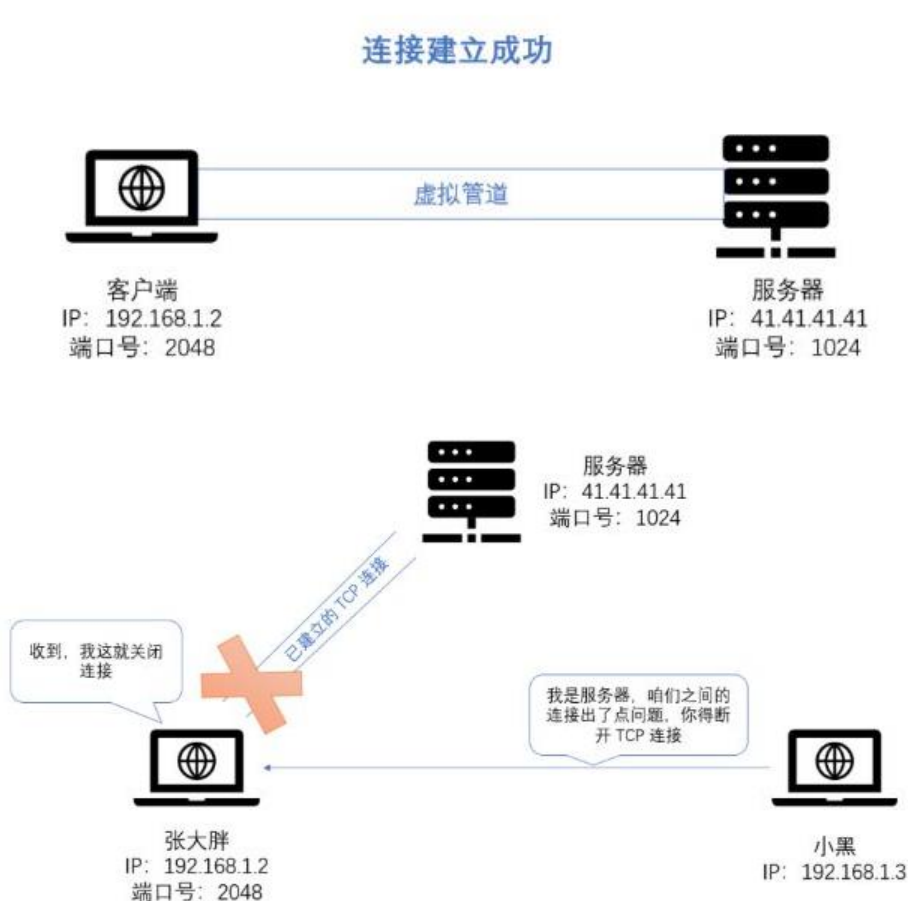 连接建立成功
虚拟管道
客户端
IP：192.168.1.2
端口号：2048
服务器
IP：41.41.41.41
端口号：1024
服务器
IP：41.41.41.41
端口号：1024
已建立的 TCP 连接
收到，我这就关闭
连接
我是服务器，咱们之间的
连接出了点问题，你得断
开 TCP 连接
张大胖
IP：192.168.1.2
端口号：2048
小黑
IP：192.168.1.3